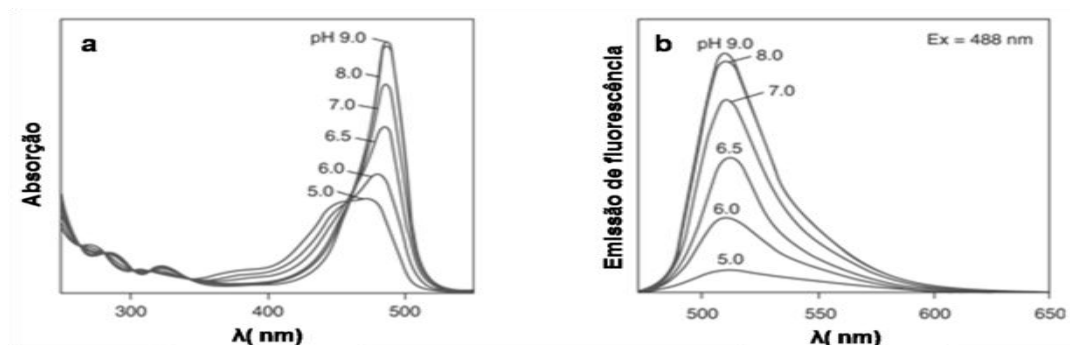 a
pH 9.0
8.0
7.0
6.5
6.0
5.0
Absorção
300
400
500
λ( nm)
b
Ex = 488 nm
pH 9.0
8.0
7.0
6.5
6.0
5.0
Emissão de fluorescência
500
550
600
650
λ( nm)